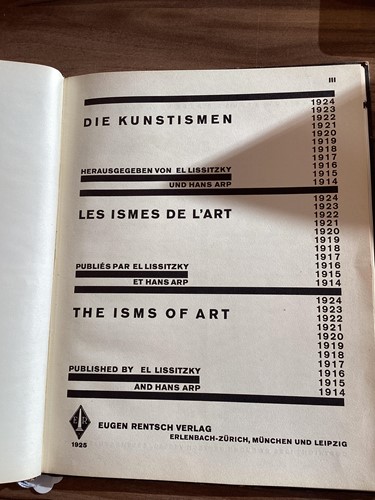 III
1924
1923
DIE KUNSTISMEN 1922
1921
1920
1919
1918
1917
HERAUSGEGEBEN VON EL LISSITZKY 1916
1915
UND HANS ARP 1914
1924
1923
LES ISMES DE L'ART 1922
1921
1920
1919
1918
1917
PUBLIÉS PAR EL LISSITZKY 1916
1915
ET HANS ARP 1914
1924
1923
THE ISMS OF ART 1922
1921
1920
1919
1918
1917
PUBLISHED BY EL LISSITZKY 1916
1915
AND HANS ARP 1914
EUGEN RENTSCH VERLAG
ERLENBACH-ZÜRICH, MÜNCHEN UND LEIPZIG
1925